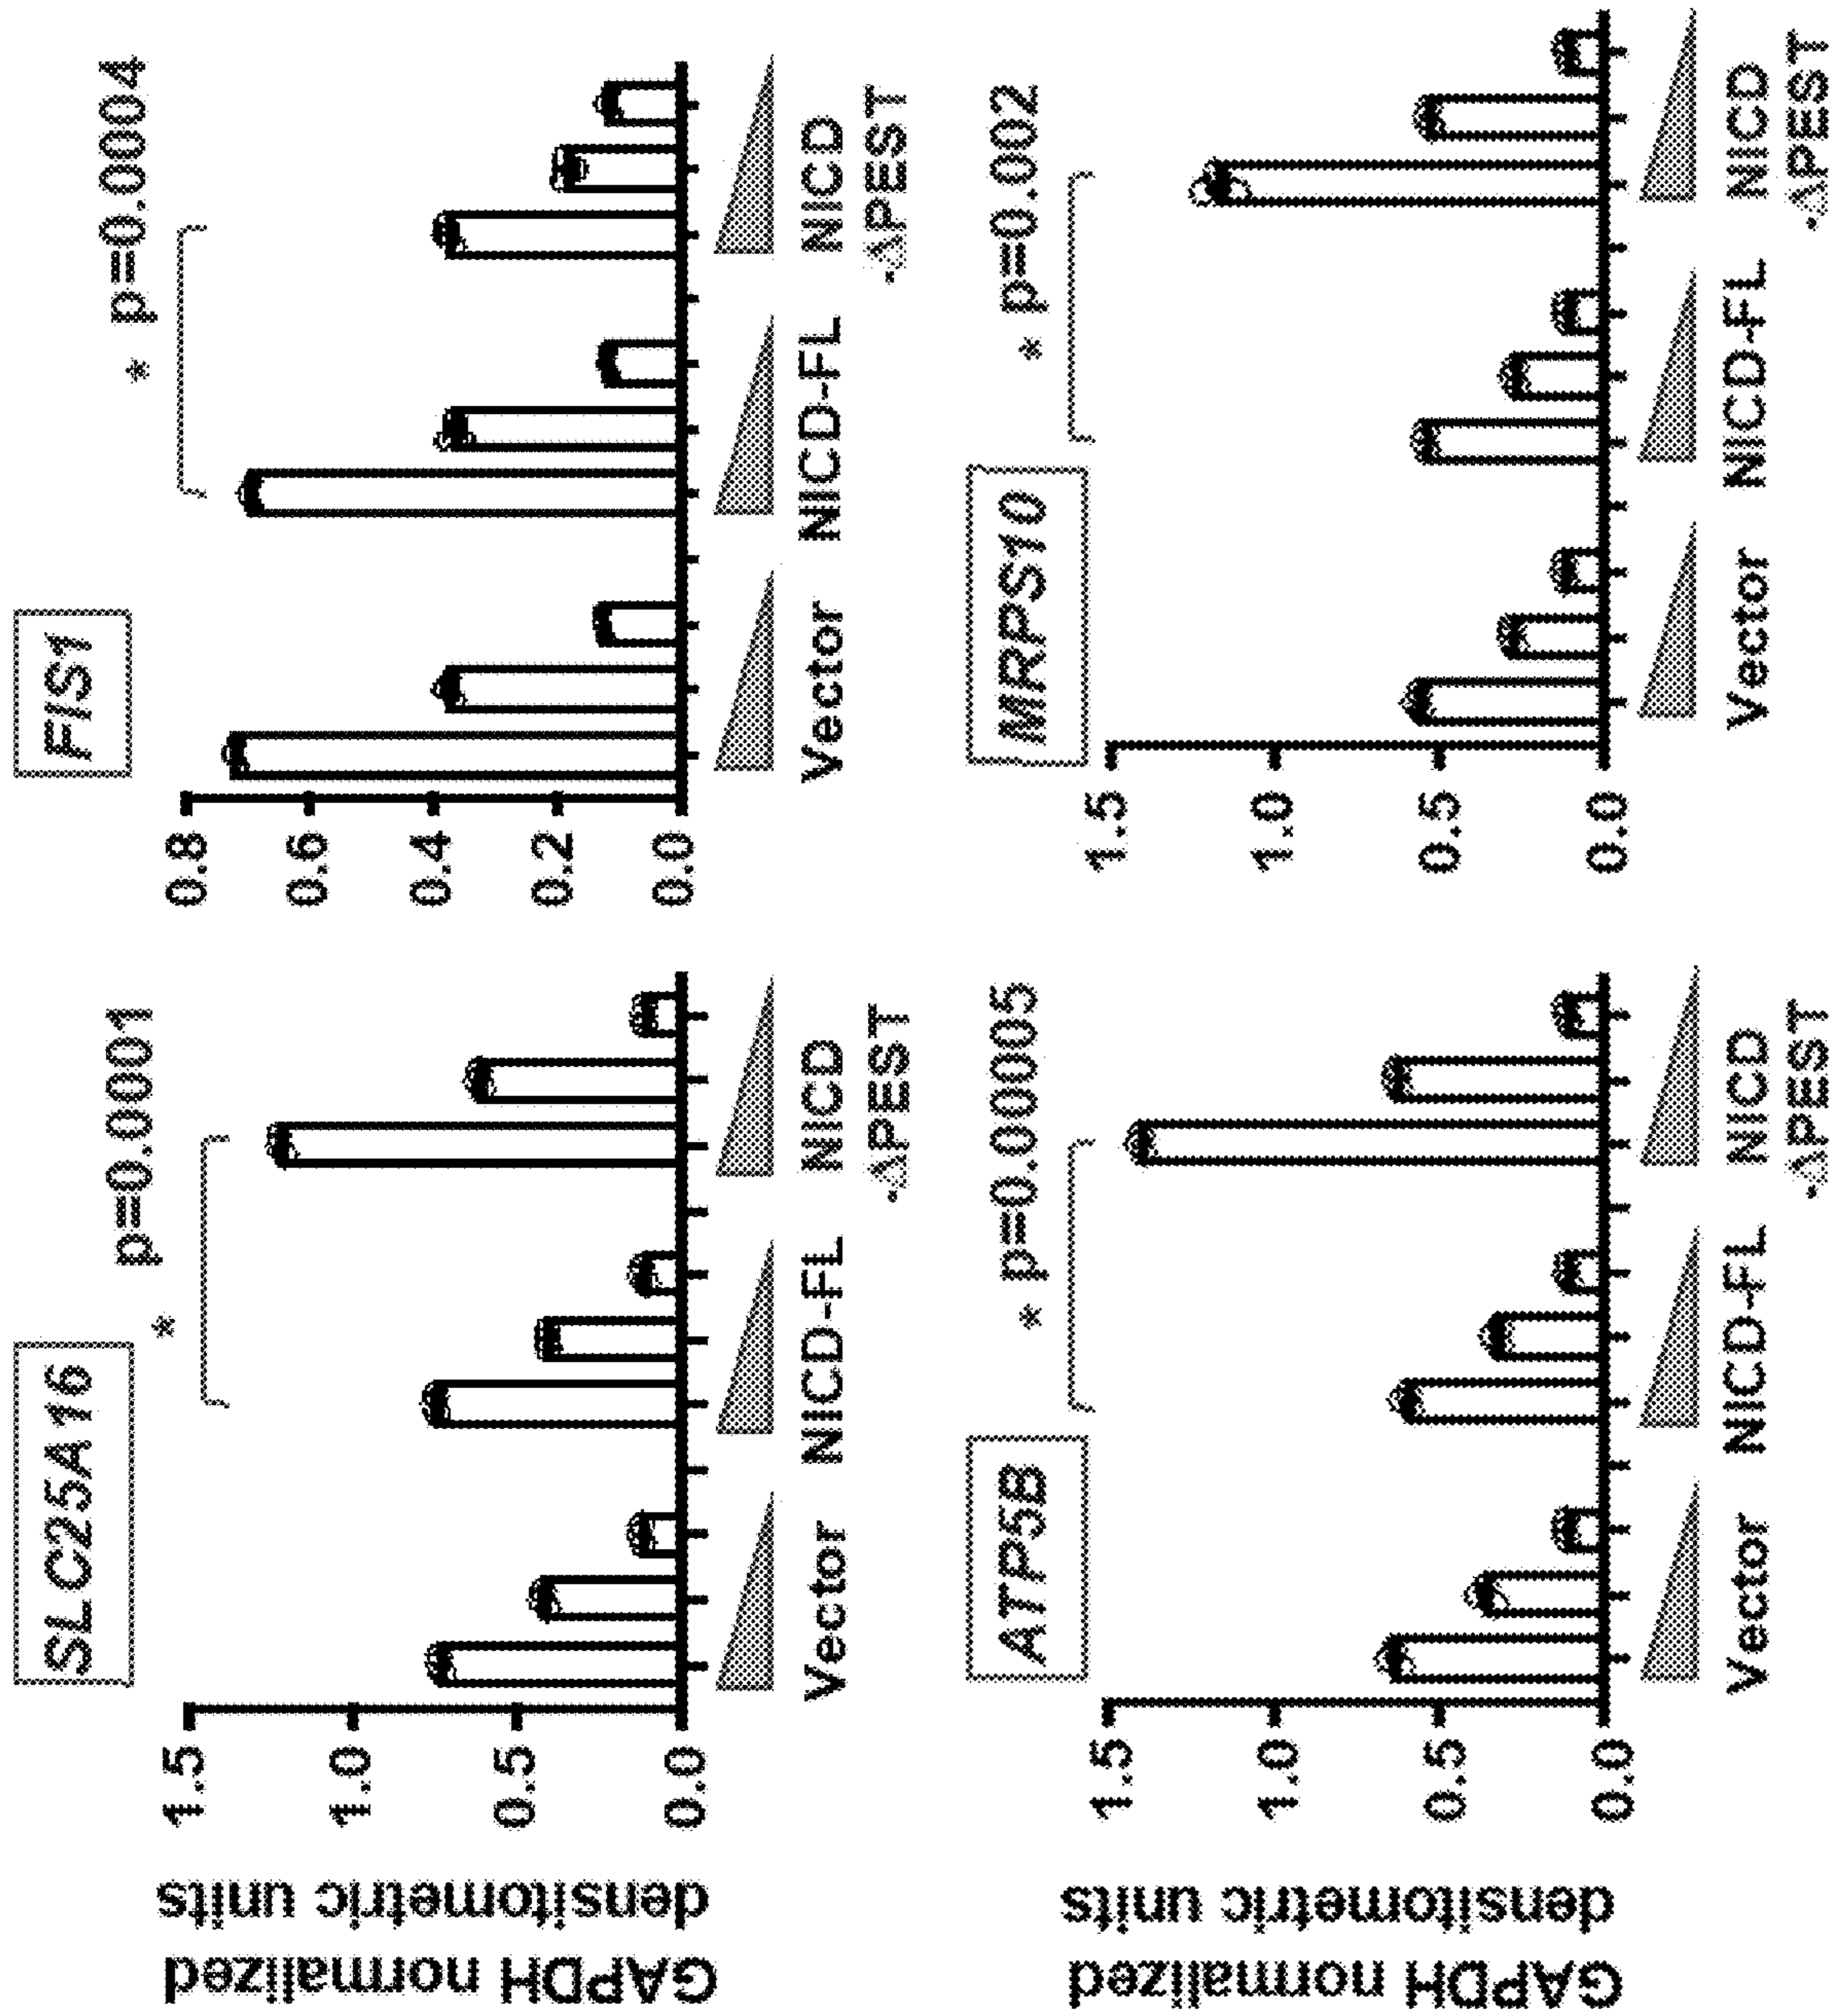 SLC25A16
* p=0.0001
GAPDH normalized
densitometric units
1.5
1.0
0.5
0.0
Vector NICD-FL NICD
-ΔPEST
FIS1
* p=0.0004
0.8
0.6
0.4
0.2
0.0
Vector NICD-FL NICD
-ΔPEST
ATP5B
* p=0.00005
GAPDH normalized
densitometric units
1.5
1.0
0.5
0.0
Vector NICD-FL NICD
-ΔPEST
MRPS10
* p=0.002
1.5
1.0
0.5
0.0
Vector NICD-FL NICD
-ΔPEST